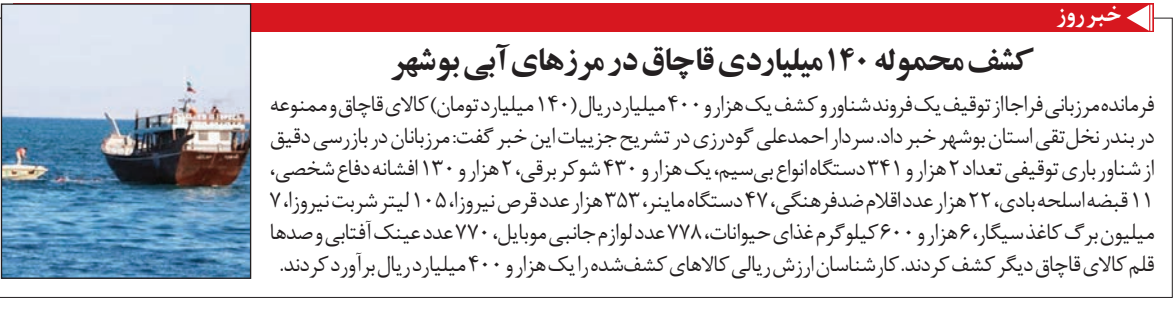 خبر روز
کشف محموله ۱۴۰ میلیاردی قاچاق در مرزهای آبی بوشهر
فرمانده مرزبانی فراجا از توقیف یک فروند شناور و کشف یک هزار و ۴۰۰ میلیارد ریال (۱۴۰ میلیارد تومان) کالای قاچاق و ممنوعه
در بندر نخل تقی استان بوشهر خبر داد. سردار احمدعلی گودرزی در تشریح جزییات این خبر گفت: مرزبانان در بازرسی دقیق
از شناور باری توقیفی تعداد ۲ هزار و ۳۴۱ دستگاه انواع بی‌سیم، یک هزار و ۴۳۰ شوکر برقی، ۲ هزار و ۱۳۰ افشانه دفاع شخصی،
۱۱ قبضه اسلحه بادی، ۲۲ هزار عدد اقلام ضدفرهنگی، ۴۷ دستگاه ماینر، ۳۵۳ هزار عدد قرص نیروزا، ۱۰۵ لیتر شربت نیروزا، ۷
میلیون برگ کاغذ سیگار، ۶ هزار و ۶۰۰ کیلوگرم غذای حیوانات، ۷۷۸ عدد لوازم جانبی موبایل، ۷۷۰ عدد عینک آفتابی و صدها
قلم کالای قاچاق دیگر کشف کردند. کارشناسان ارزش ریالی کالاهای کشف‌شده را یک هزار و ۴۰۰ میلیارد ریال برآورد کردند.